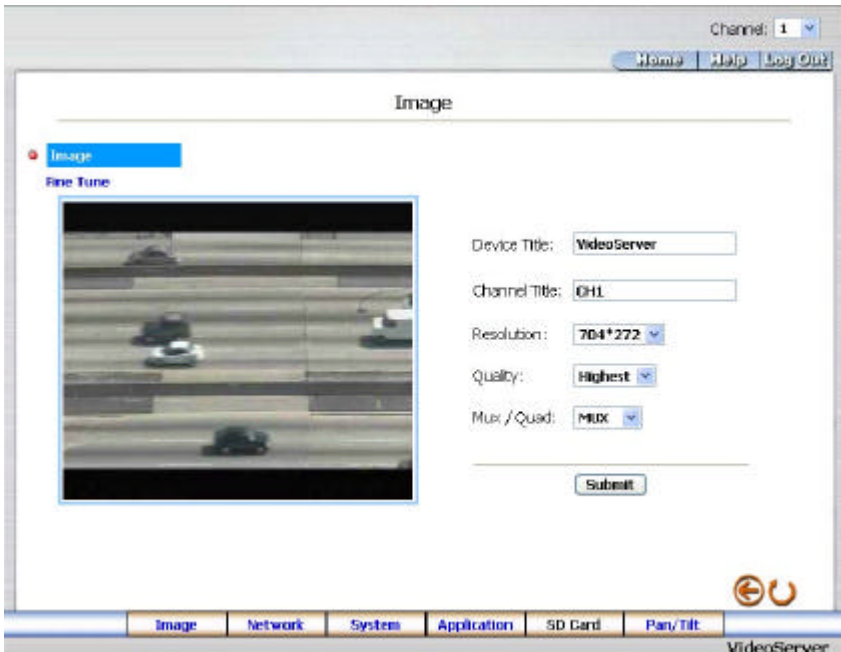 Channel: 1
Home Help Log Out
Image
Image
Fine Tune
Device Title: VideoServer
Channel Title: CH1
Resolution: 704*272
Quality: Highest
Mux / Quad: MUX
Submit
Image Network System Application SD Card Pan/Tilt
VideoServer